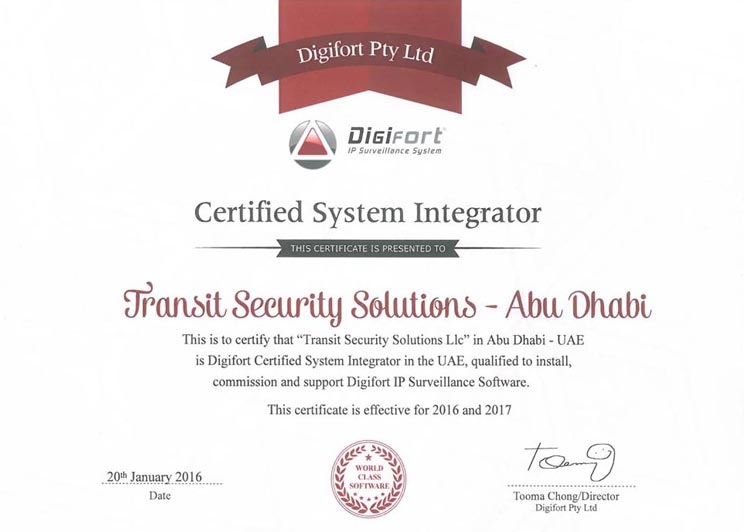 Digifort Pty Ltd
Digifort
IP Surveillance System
Certified System Integrator
THIS CERTIFICATE IS PRESENTED TO
Transit Security Solutions - Abu Dhabi
This is to certify that “Transit Security Solutions Llc” in Abu Dhabi - UAE
is Digifort Certified System Integrator in the UAE, qualified to install,
commission and support Digifort IP Surveillance Software.
This certificate is effective for 2016 and 2017
20th January 2016
Date
WORLD
CLASS
SOFTWARE
Tooma Chong/Director
Digifort Pty Ltd